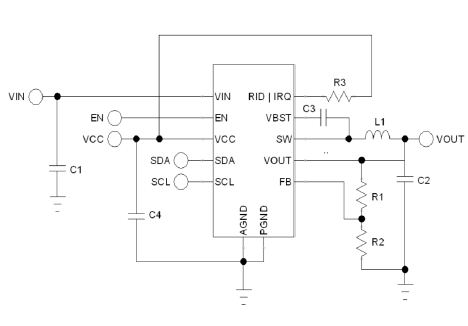 R3
VIN
VIN
RID | IRQ
C3
EN
EN
VBST
L1
VCC
VCC
SW
VOUT
SDA
SDA
VOUT
..
C1
SCL
SCL
FB
C2
R1
C4
R2
AGND
PGND